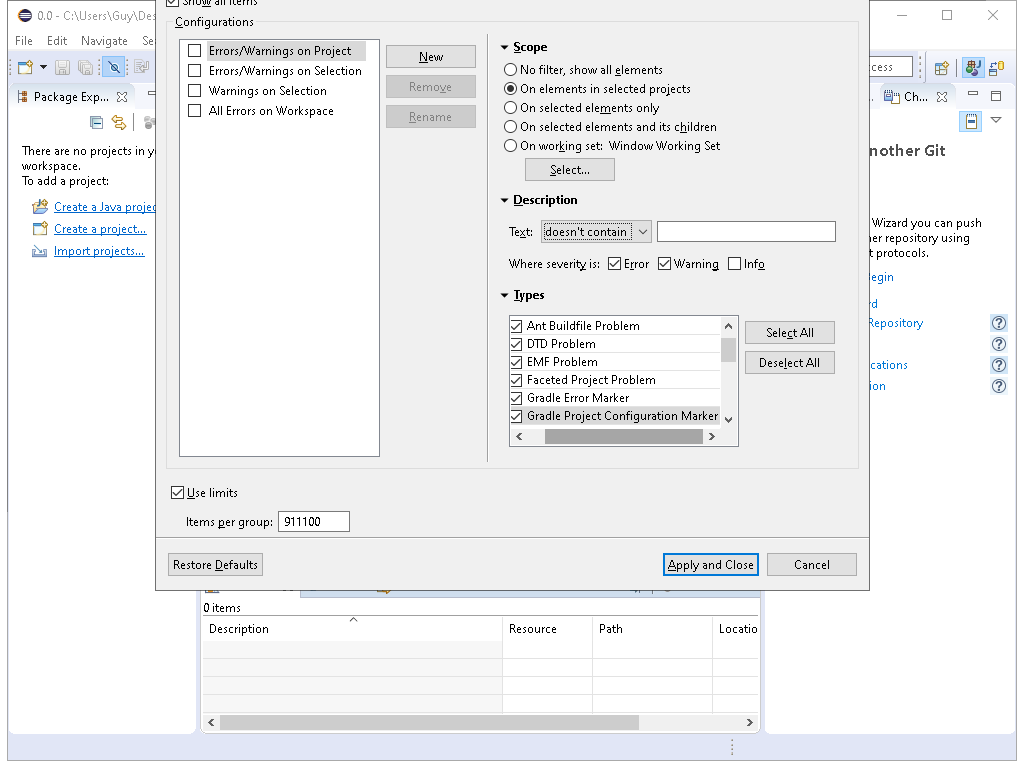 Show all items
0.0 - C:\Users\Guy\Des
File Edit Navigate Se
Configurations
Errors/Warnings on Project
Errors/Warnings on Selection
Warnings on Selection
All Errors on Workspace
New
Remove
Rename
Scope
No filter, show all elements
On elements in selected projects
On selected elements only
On selected elements and its children
On working set: Window Working Set
Select...
Description
Text: doesn't contain
Where severity is: Error Warning Info
Types
Ant Buildfile Problem
DTD Problem
EMF Problem
Faceted Project Problem
Gradle Error Marker
Gradle Project Configuration Marker
Select All
Deselect All
Use limits
Items per group: 911100
Restore Defaults
Apply and Close
Cancel
Package Exp...
There are no projects in y
workspace.
To add a project:
Create a Java projec
Create a project...
Import projects...
cess
Ch...
nother Git
Wizard you can push
er repository using
t protocols.
egin
rd
Repository
cations
ion
0 items
Description Resource Path Locatio